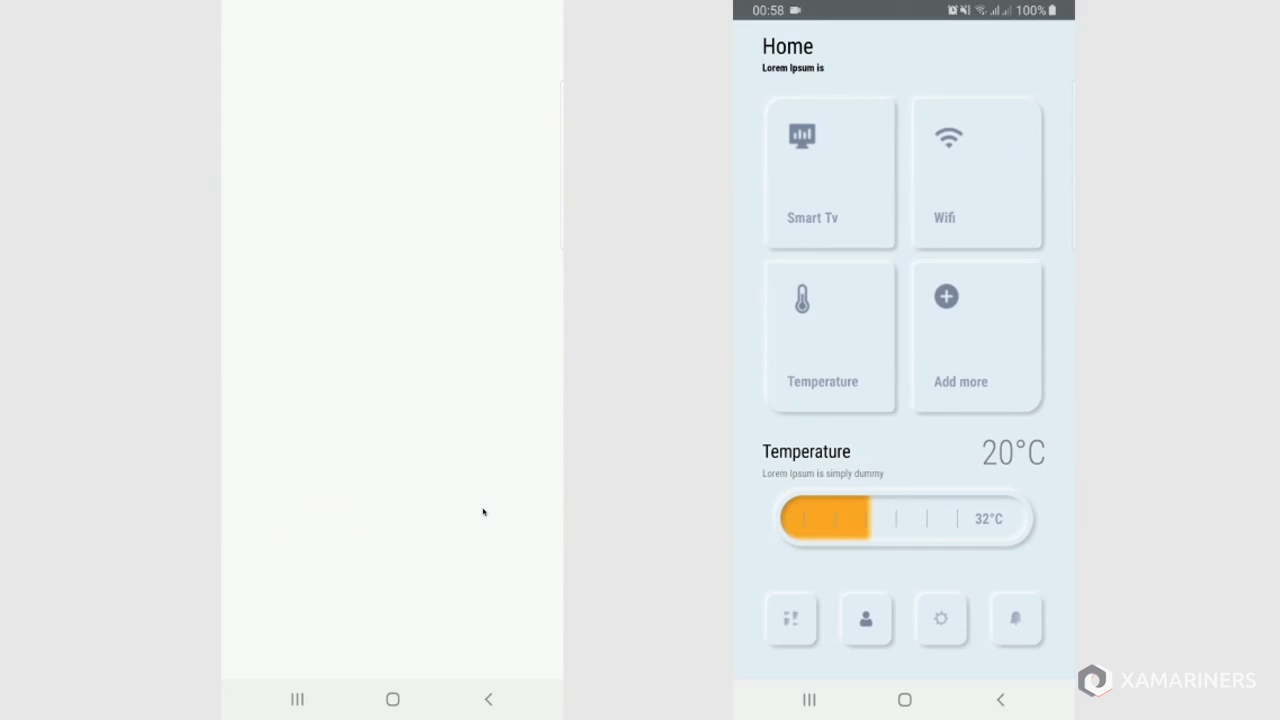 00:58
100%
Home
Lorem Ipsum is
Smart Tv
Wifi
Temperature
Add more
Temperature
20°C
Lorem Ipsum is simply dummy
32°C
XAMARINERS